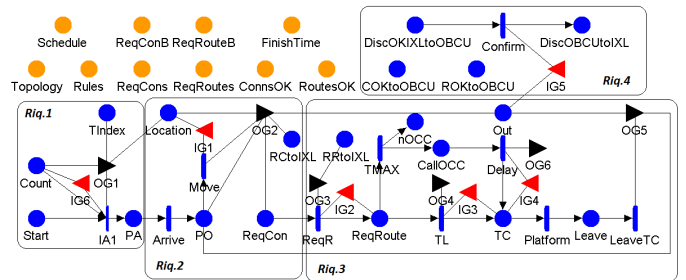 Schedule ReqConB ReqRouteB FinishTime
DiscOKIXLtoOBCU Confirm DiscOBCUtoIXL
Topology Rules ReqCons ReqRoutes ConnsOK RoutesOK
COKtoOBCU ROKtoOBCU IG5 Riq.4
Riq.1 Riq.2 Riq.3
TIndex Location IG1 OG2 nOCC Out OG5
RCtoIXL RRtoIXL TMAX CallOCC Delay OG6
Count IG6 OG1 Move OG3 IG2 OG4 IG3 IG4
Start IA1 PA Arrive PO ReqCon ReqR ReqRoute TL TC Platform Leave LeaveTC